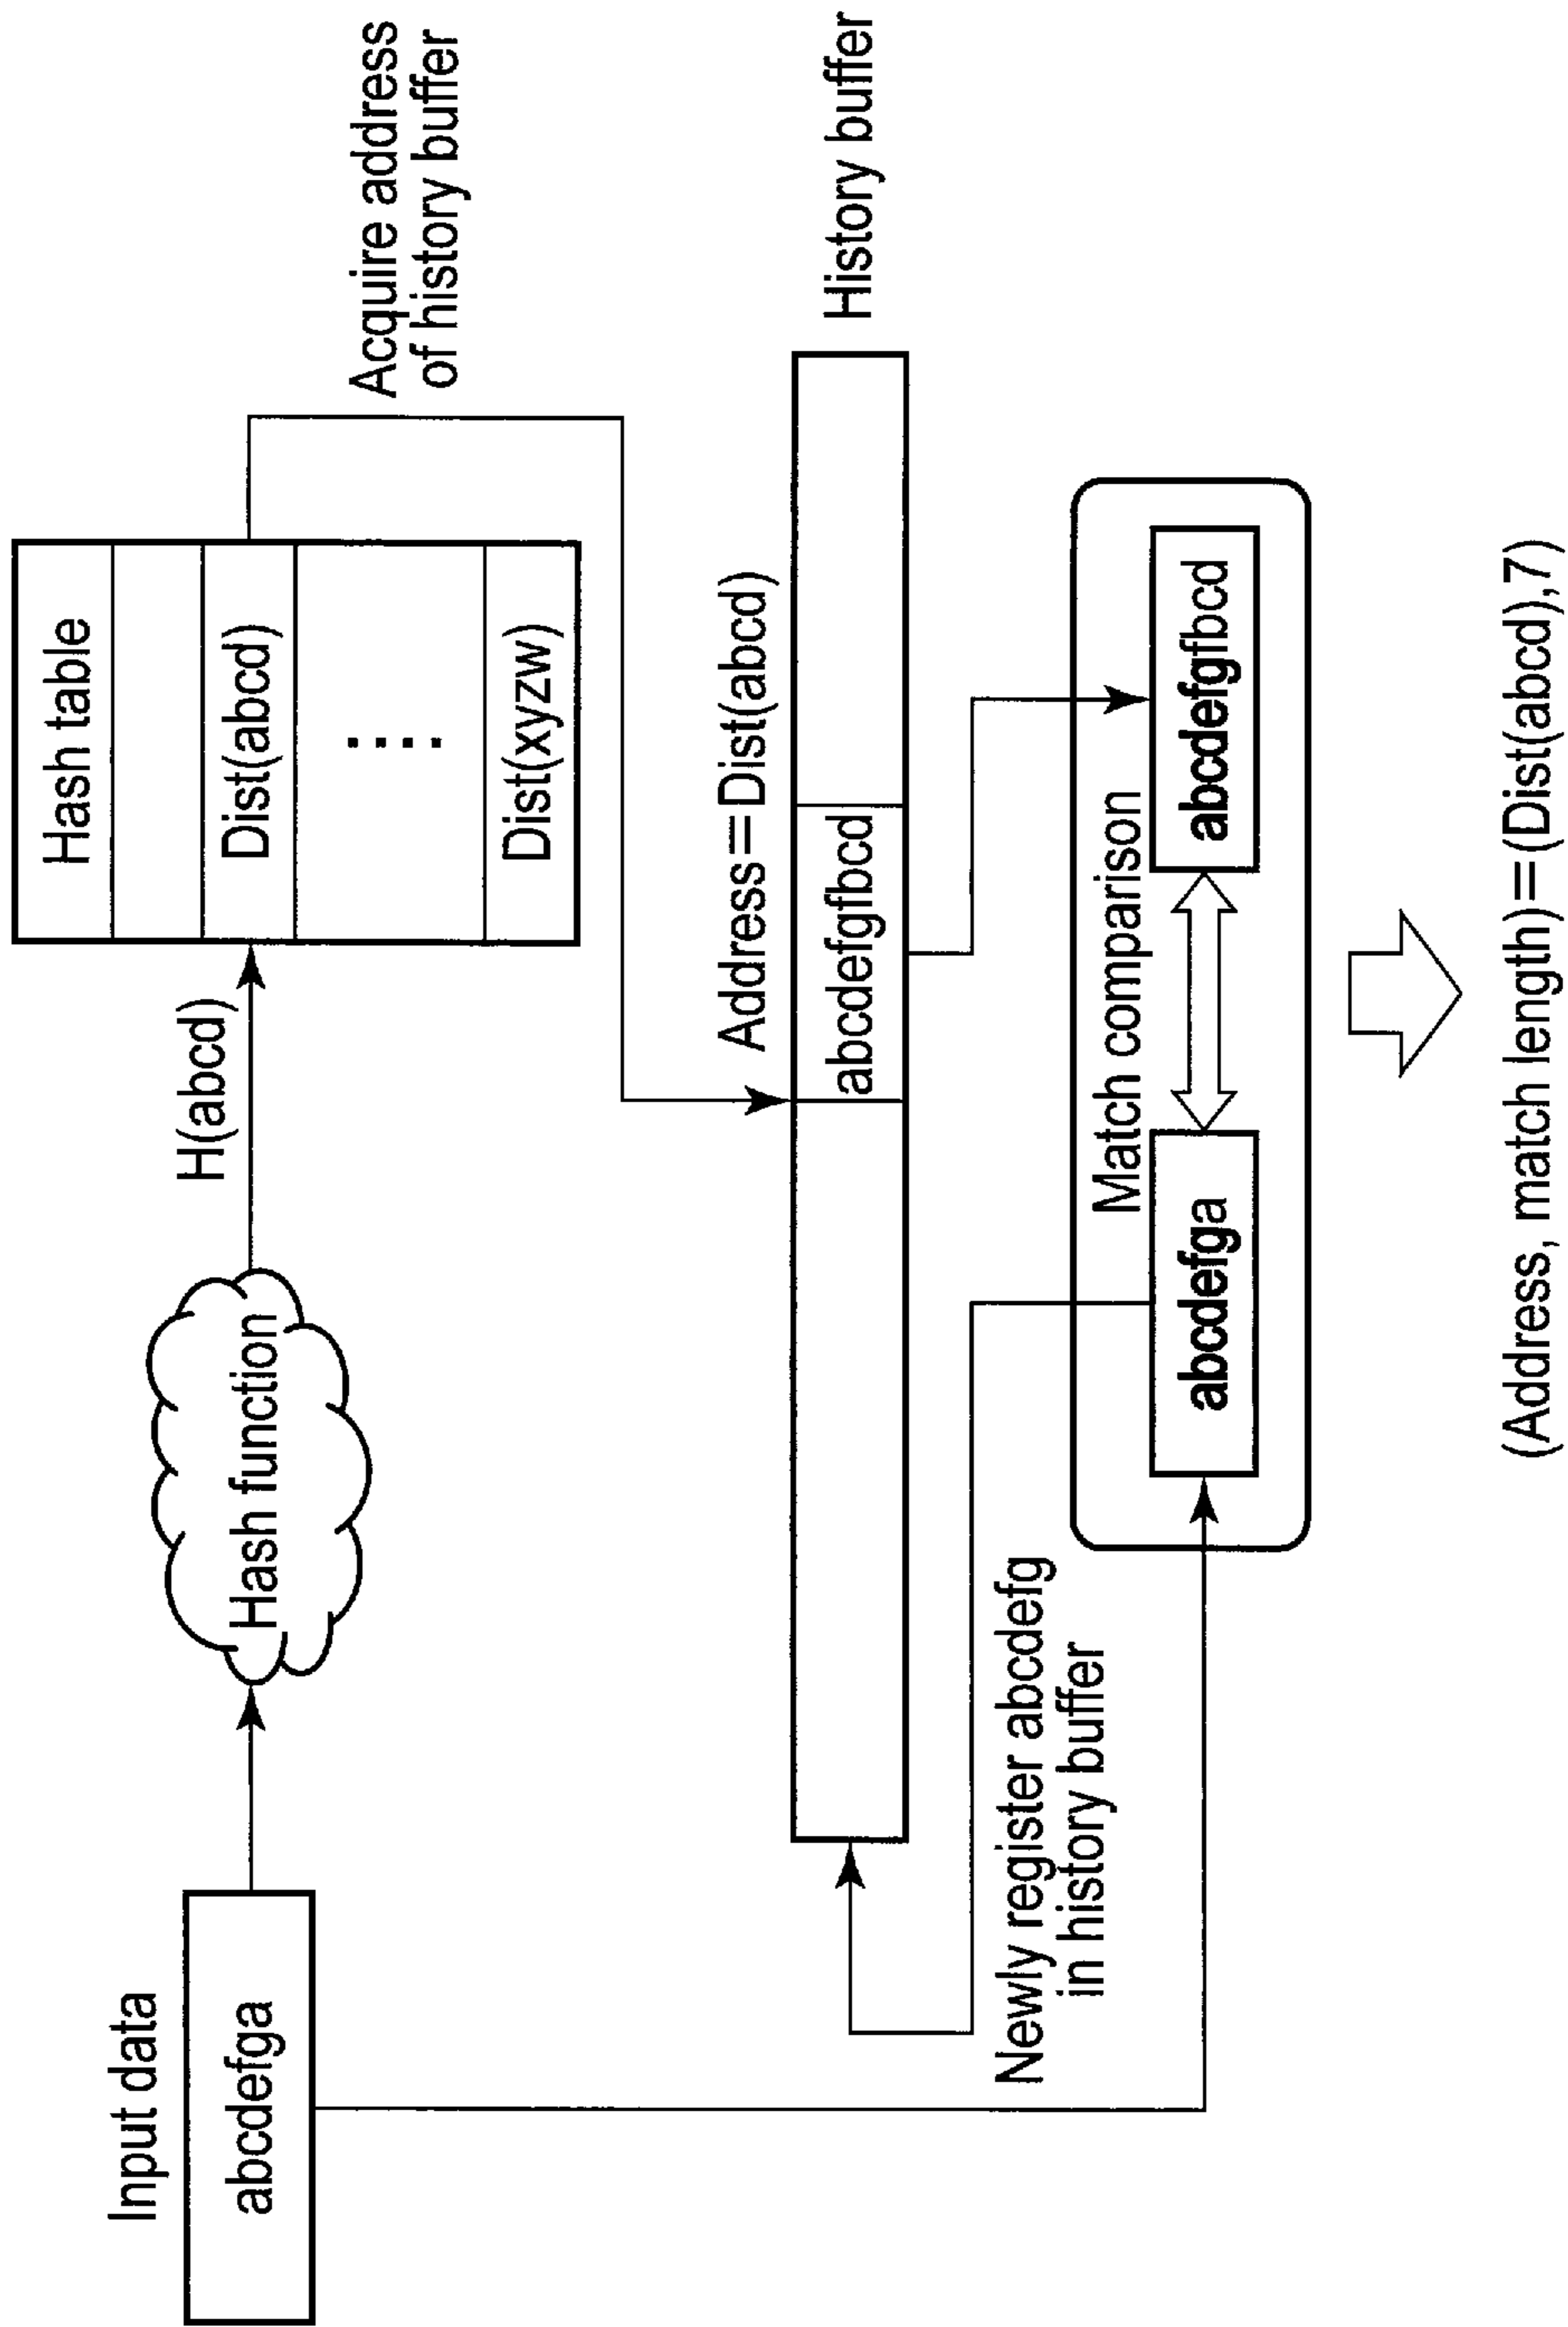 Input data
abcdefga
Hash function
H(abcd)
Hash table
Dist(abcd)
....
Dist(xyzw)
Acquire address
of history buffer
Address=Dist(abcd)
abcdefgfbcd
History buffer
Newly register abcdefg
in history buffer
Match comparison
abcdefga
abcdefgfbcd
(Address, match length)=(Dist(abcd),7)